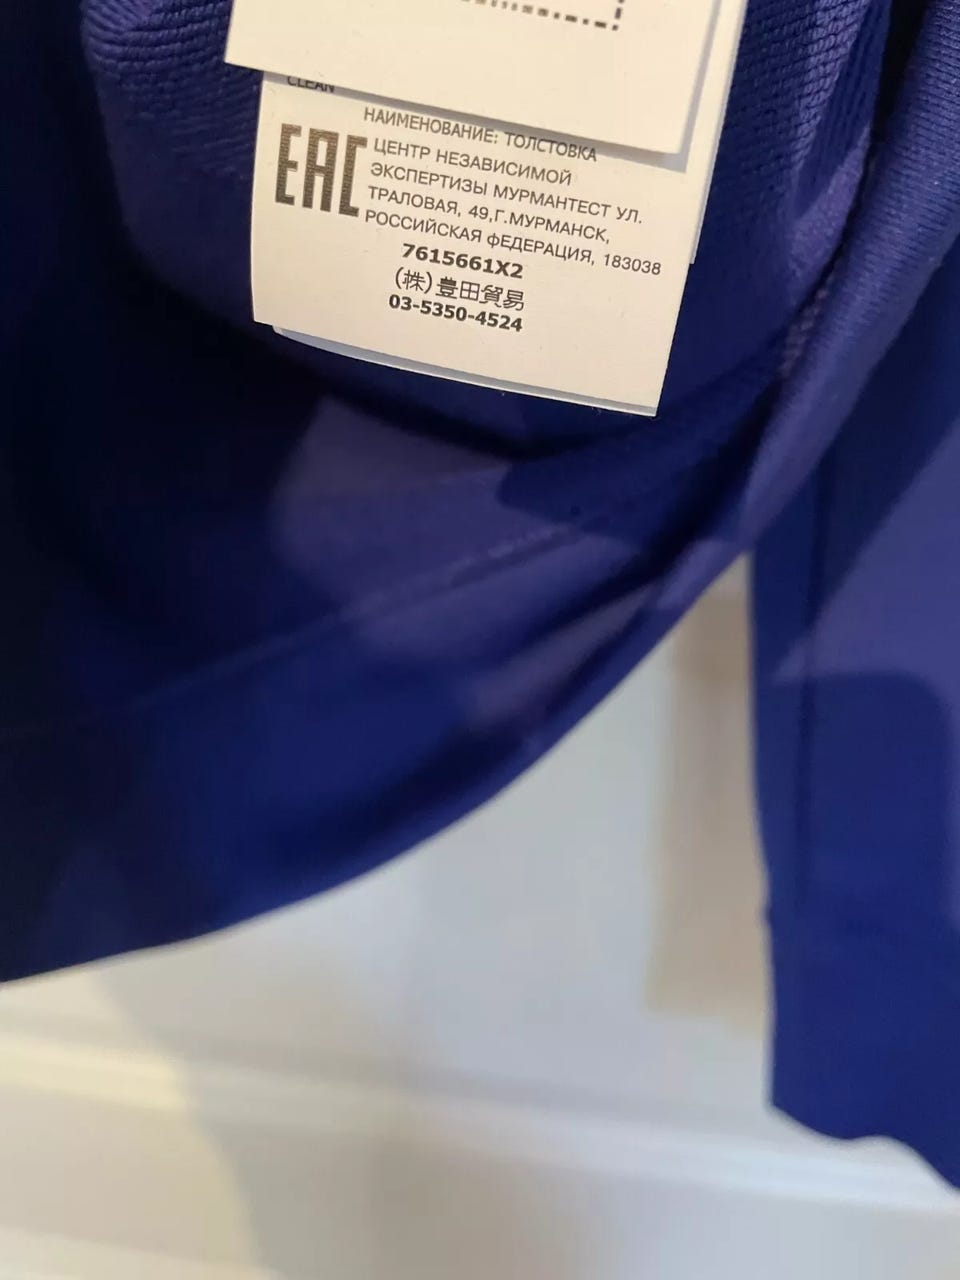 CLEAN
НАИМЕНОВАНИЕ: ТОЛСТОВКА
EAC
ЦЕНТР НЕЗАВИСИМОЙ
ЭКСПЕРТИЗЫ МУРМАНТЕСТ УЛ.
ТРАЛОВАЯ, 49,Г.МУРМАНСК,
РОССИЙСКАЯ фЕДЕРАЦИЯ, 183038
7615661X2
(株)豊田貿易
03-5350-4524